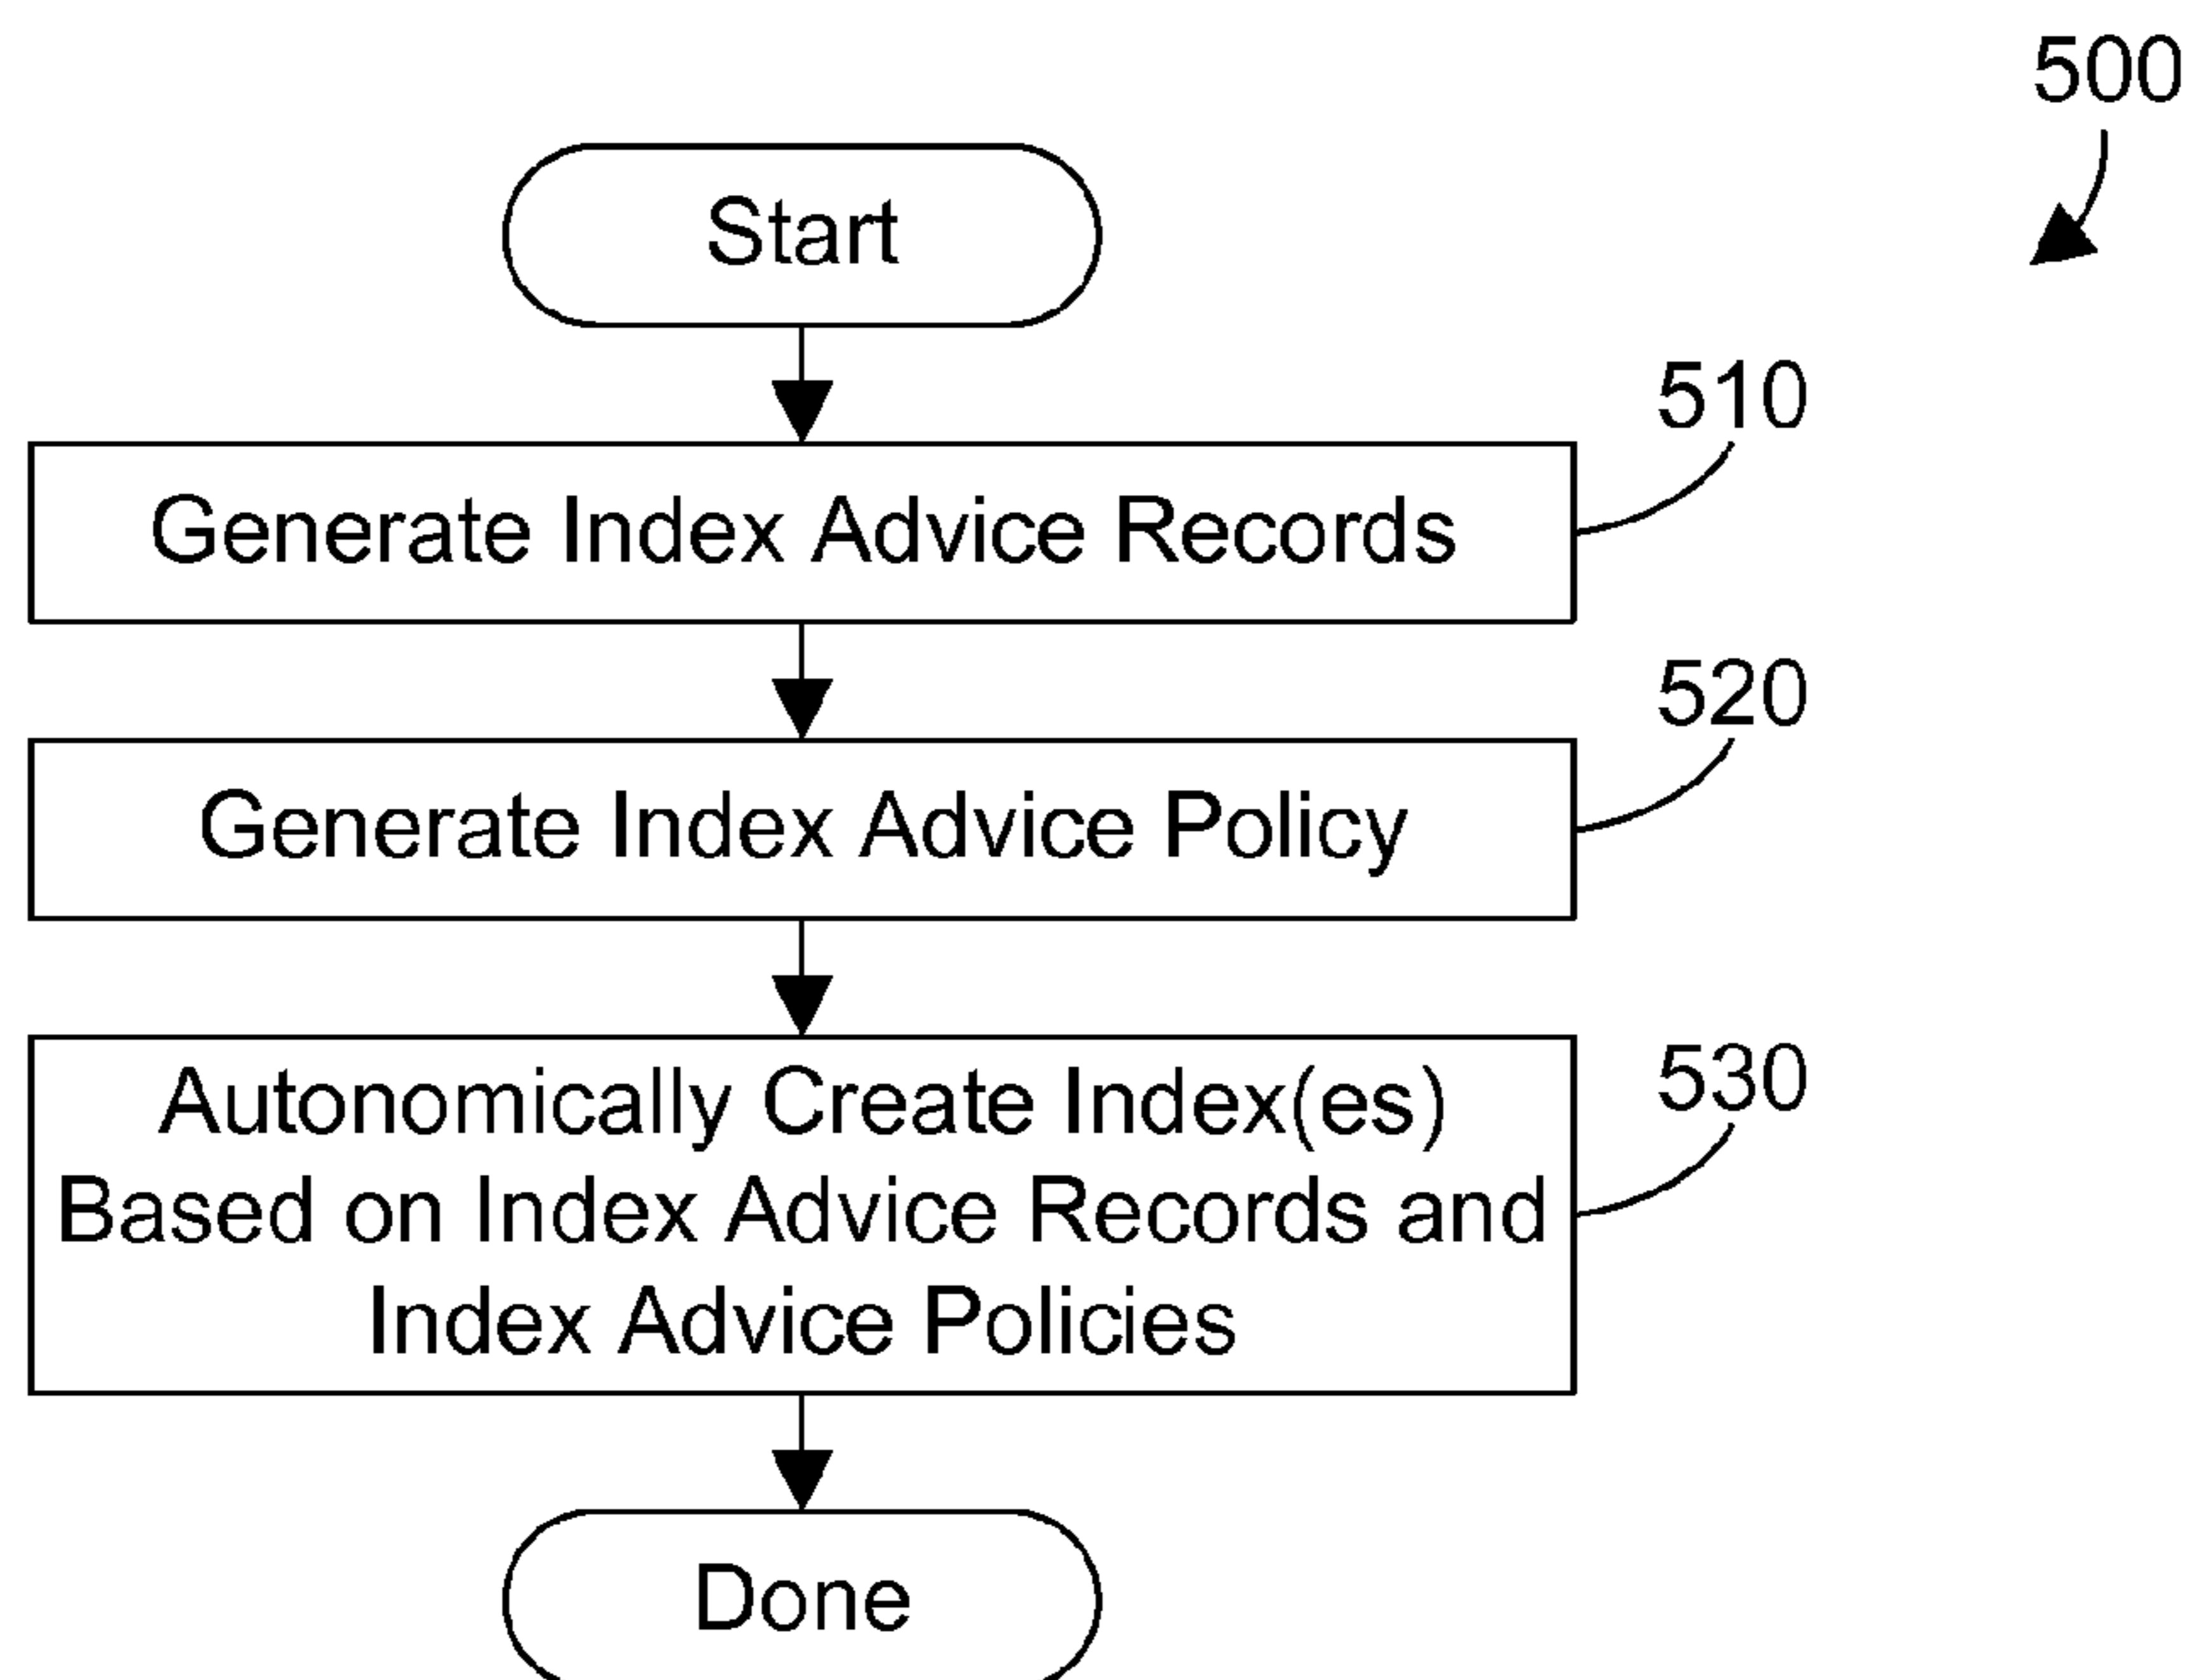 500
Start
510
Generate Index Advice Records
520
Generate Index Advice Policy
530
Autonomically Create Index(es)
Based on Index Advice Records and
Index Advice Policies
Done